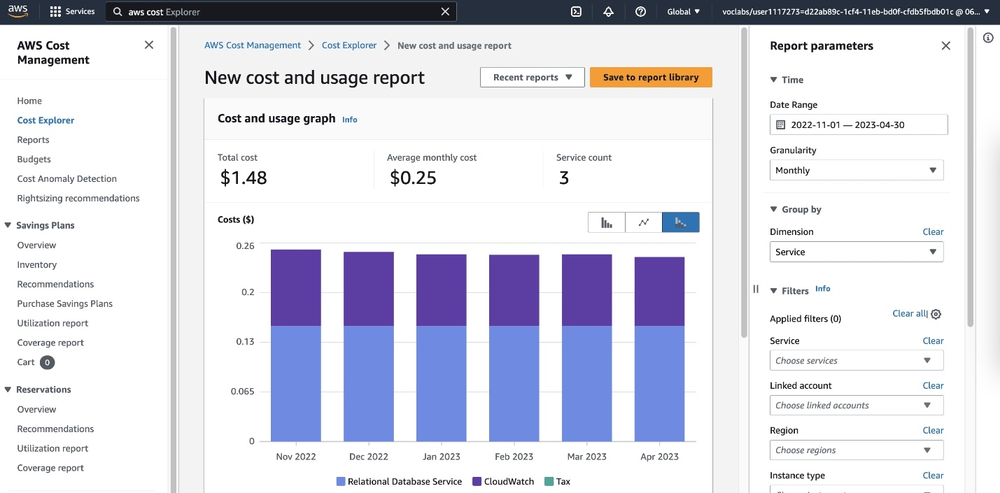 aws
Services
aws cost Explorer
Global
voclabs/user1117273=d22ab89c-1cf4-11eb-bd0f-cfdb5fbdb01c @ 06...
AWS Cost
Management
Home
Cost Explorer
Reports
Budgets
Cost Anomaly Detection
Rightsizing recommendations
Savings Plans
Overview
Inventory
Recommendations
Purchase Savings Plans
Utilization report
Coverage report
Cart 0
Reservations
Overview
Recommendations
Utilization report
Coverage report
AWS Cost Management
Cost Explorer
New cost and usage report
New cost and usage report
Recent reports
Save to report library
Cost and usage graph Info
Total cost
$1.48
Average monthly cost
$0.25
Service count
3
Costs ($)
0.26
0.2
0.13
0.065
0
Nov 2022
Dec 2022
Jan 2023
Feb 2023
Mar 2023
Apr 2023
Relational Database Service
CloudWatch
Tax
Report parameters
Time
Date Range
2022-11-01 — 2023-04-30
Granularity
Monthly
Group by
Dimension
Clear
Service
Filters Info
Applied filters (0)
Clear all|
Service
Clear
Choose services
Linked account
Clear
Choose linked accounts
Region
Clear
Choose regions
Instance type
Clear